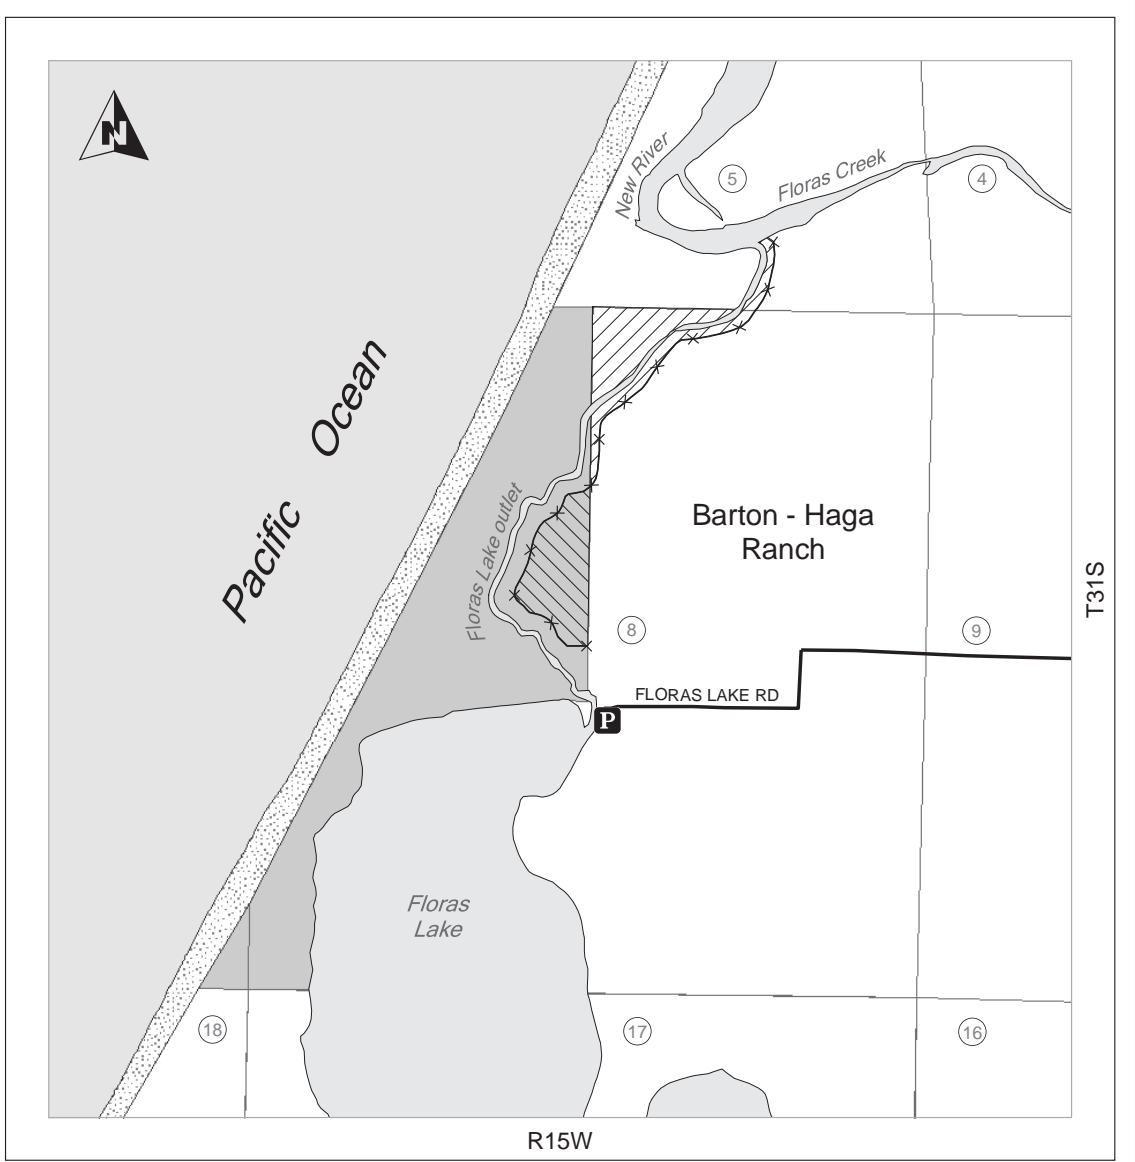 N
New River
5
Floras Creek
4
Pacific Ocean
Floras Lake outlet
Barton - Haga
Ranch
T31S
8
9
FLORAS LAKE RD
P
Floras
Lake
18
17
16
R15W